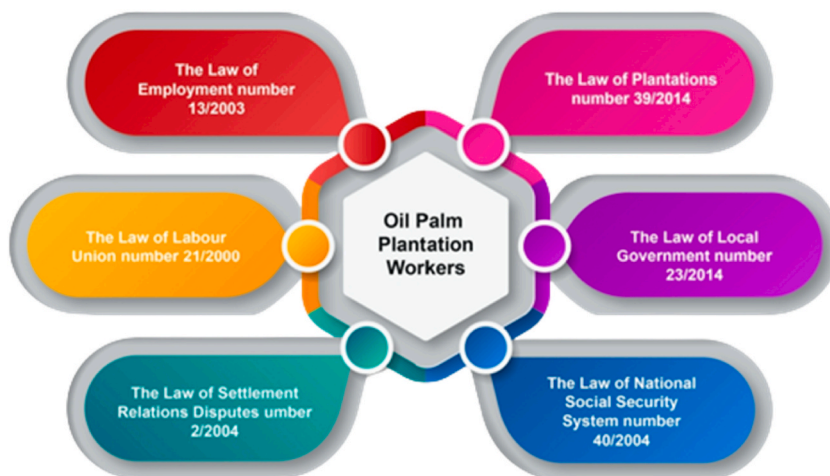 The Law of
Employment number
13/2003
The Law of Plantations
number 39/2014
Oil Palm
Plantation
Workers
The Law of Labour
Union number 21/2000
The Law of Local
Government number
23/2014
The Law of Settlement
Relations Disputes umber
2/2004
The Law of National
Social Security
System number
40/2004